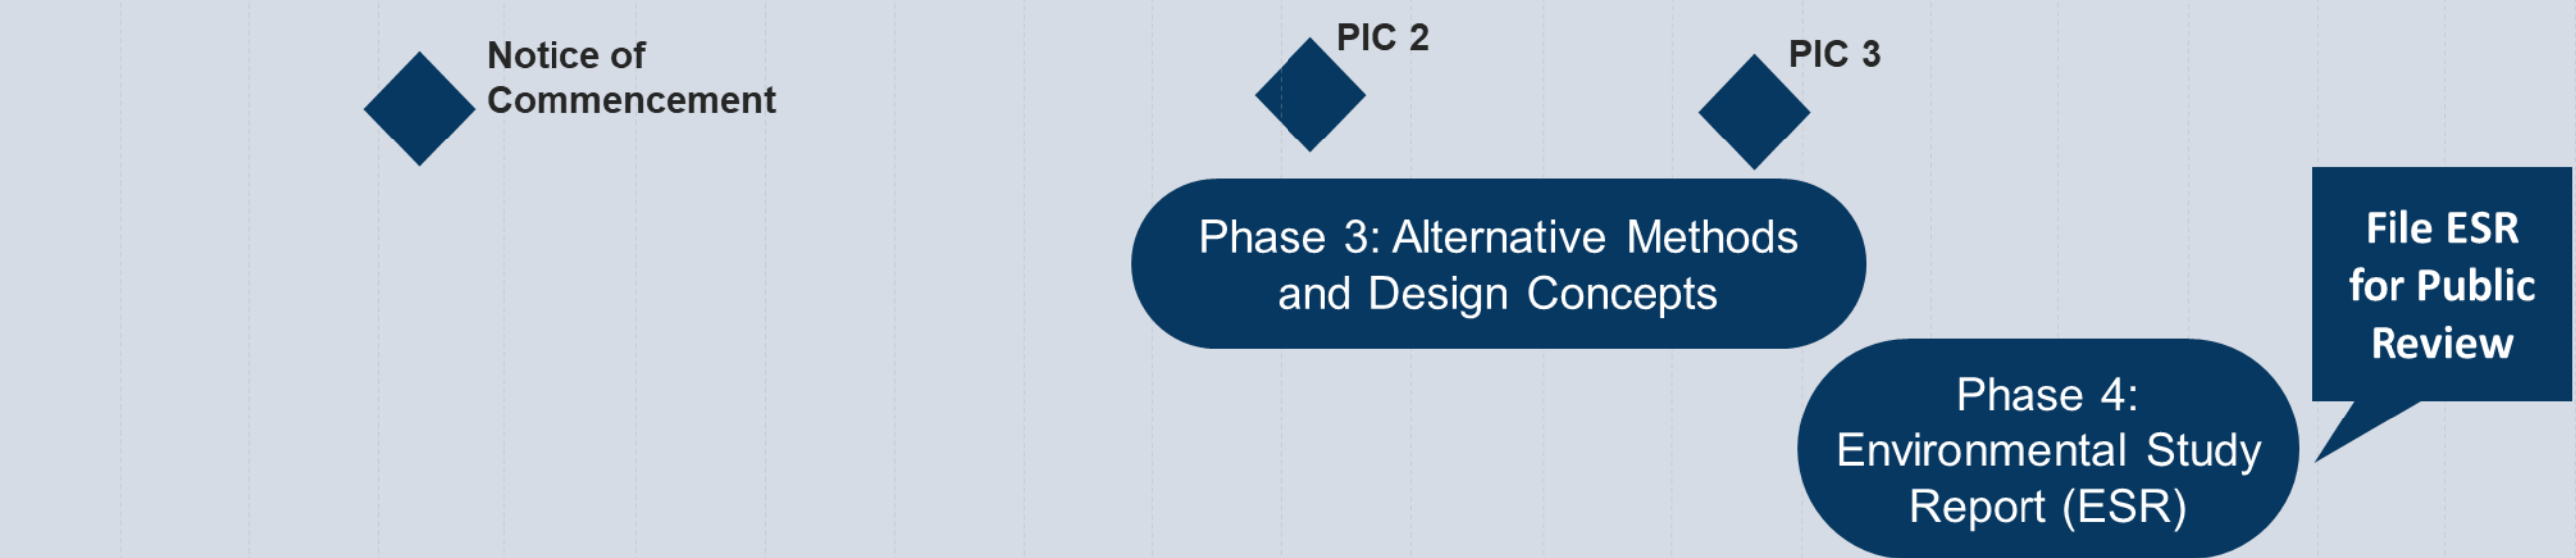 Notice of
Commencement
PIC 2
PIC 3
Phase 3: Alternative Methods
and Design Concepts
File ESR
for Public
Review
Phase 4:
Environmental Study
Report (ESR)